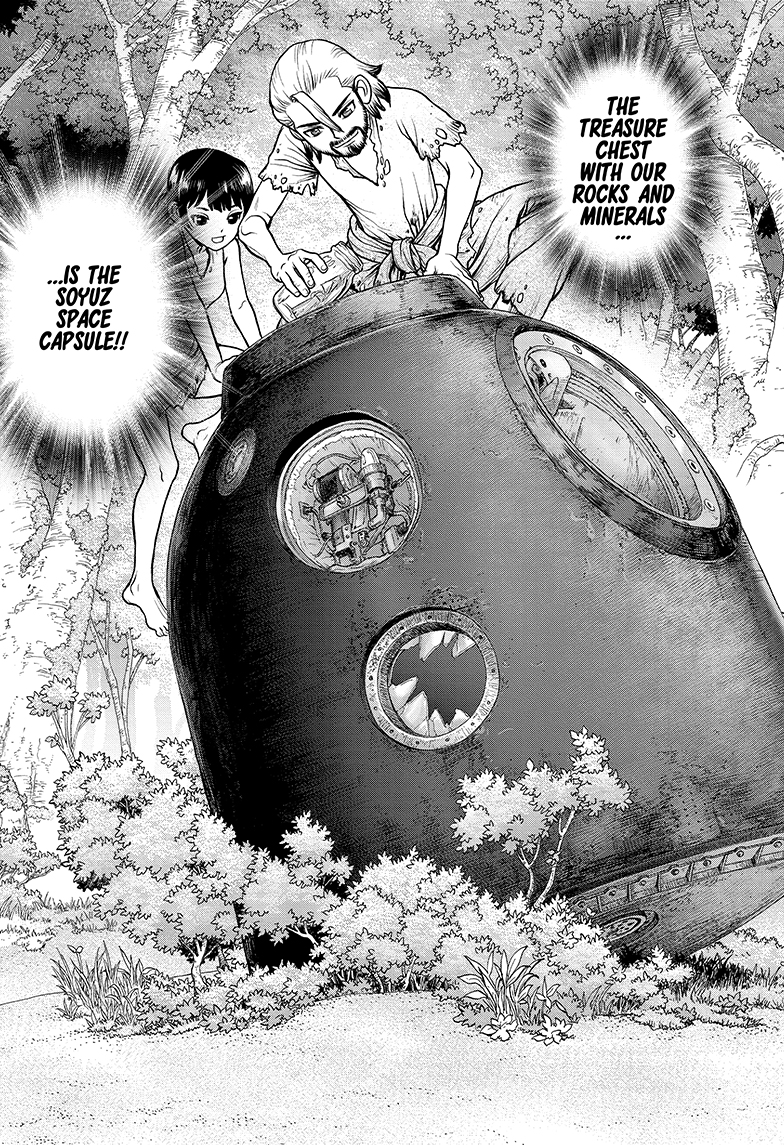 THE
TREASURE
CHEST
WITH OUR
ROCKS AND
MINERALS
...
...IS THE
SOYUZ
SPACE
CAPSULE!!